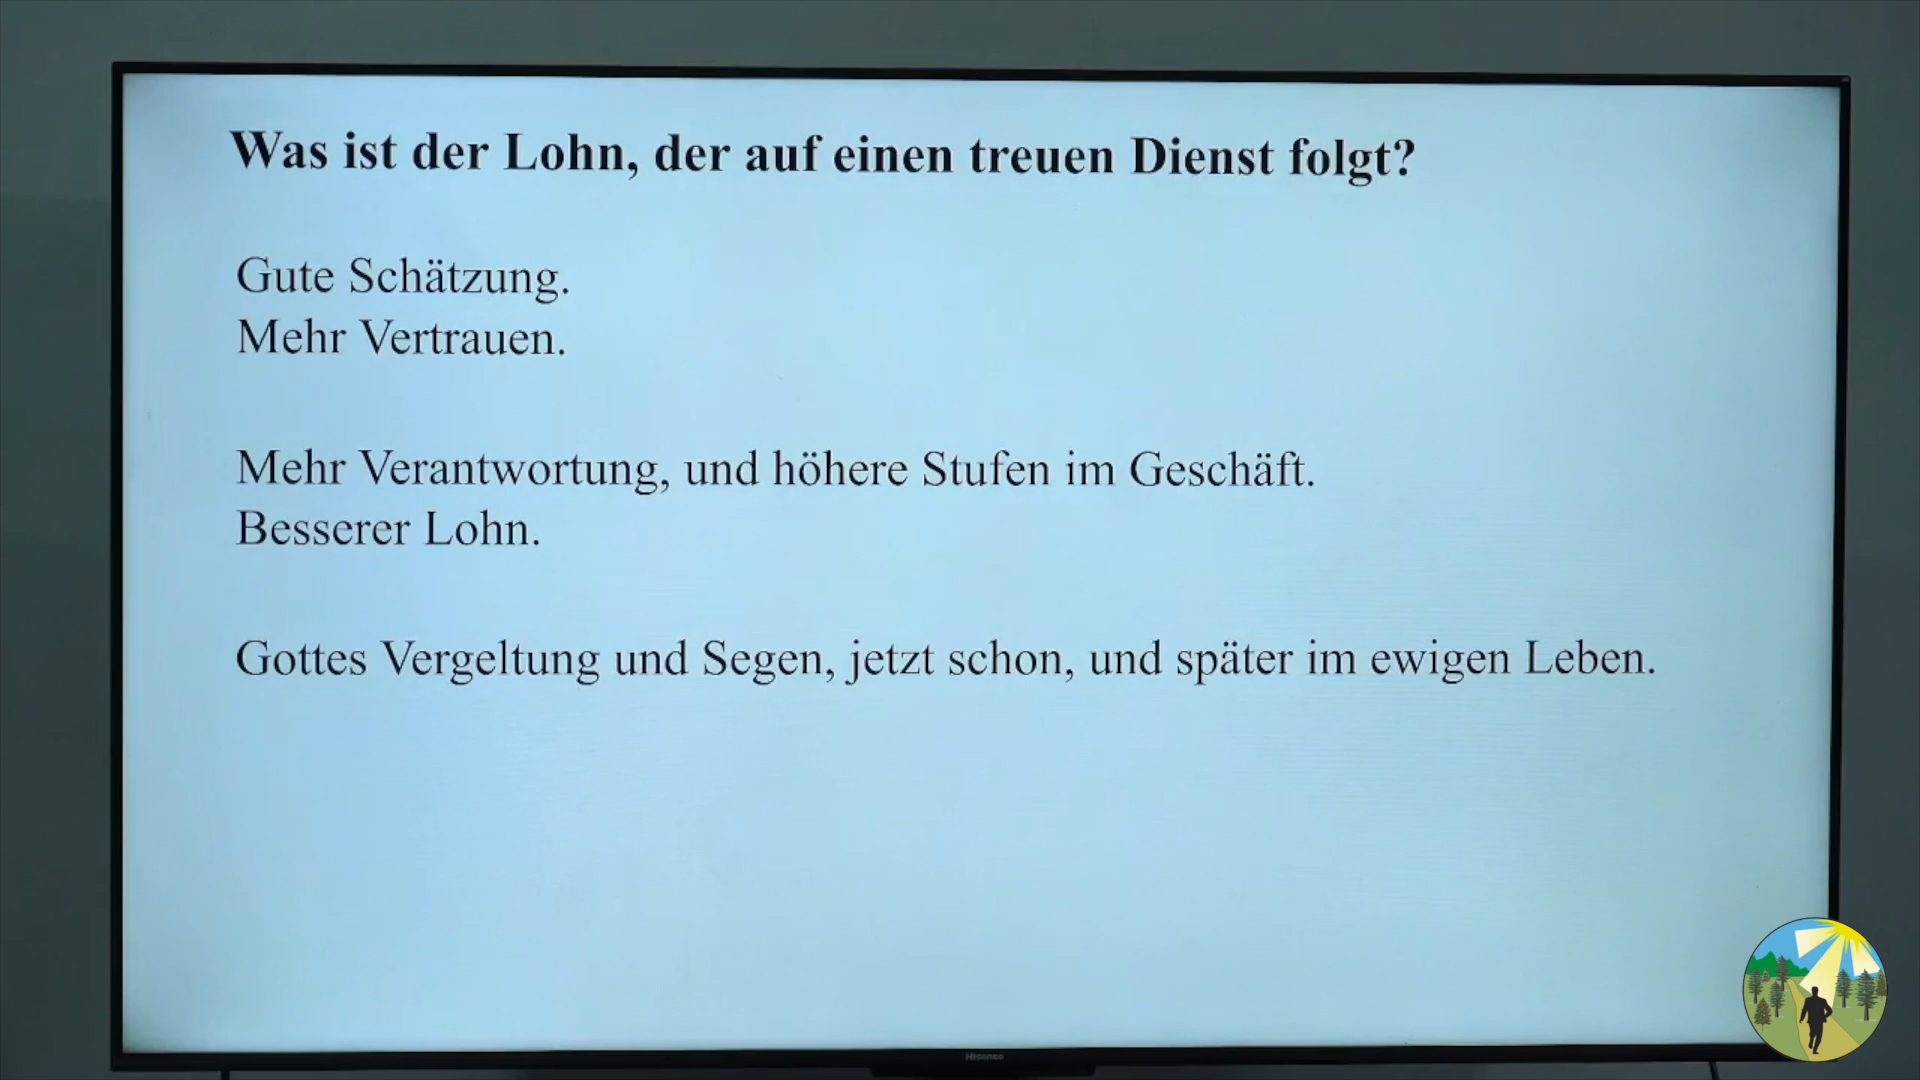 Was ist der Lohn, der auf einen treuen Dienst folgt?
Gute Schätzung.
Mehr Vertrauen.
Mehr Verantwortung, und höhere Stufen im Geschäft.
Besserer Lohn.
Gottes Vergeltung und Segen, jetzt schon, und später im ewigen Leben.
Hisense